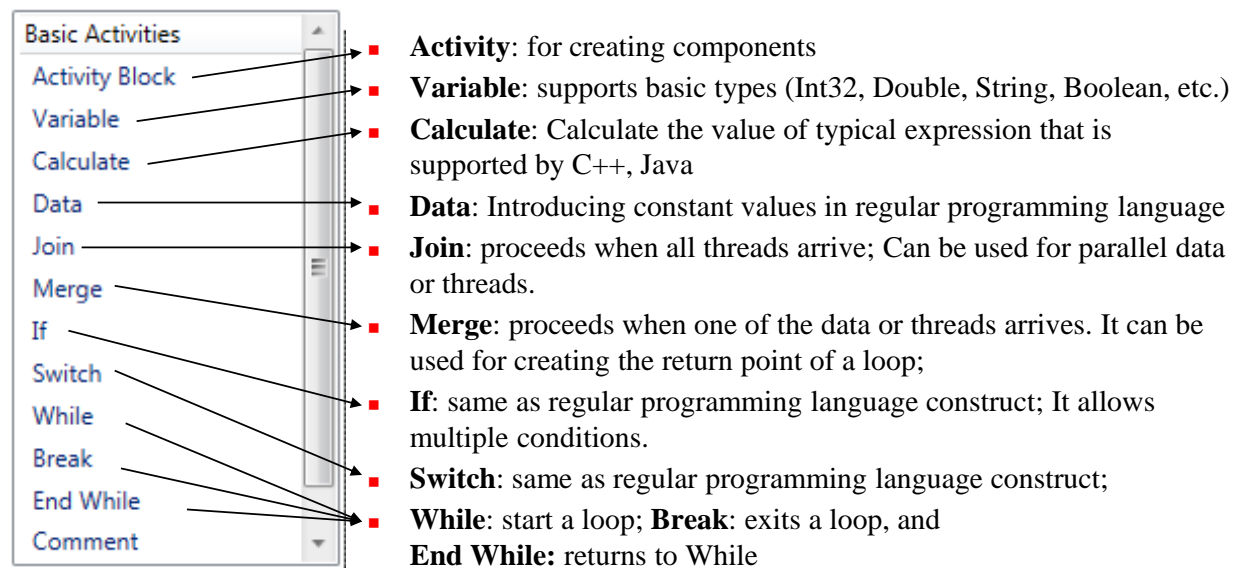 Basic Activities
Activity Block
Variable
Calculate
Data
Join
Merge
If
Switch
While
Break
End While
Comment
Activity: for creating components
Variable: supports basic types (Int32, Double, String, Boolean, etc.)
Calculate: Calculate the value of typical expression that is
supported by C++, Java
Data: Introducing constant values in regular programming language
Join: proceeds when all threads arrive; Can be used for parallel data
or threads.
Merge: proceeds when one of the data or threads arrives. It can be
used for creating the return point of a loop;
If: same as regular programming language construct; It allows
multiple conditions.
Switch: same as regular programming language construct;
While: start a loop; Break: exits a loop, and
End While: returns to While